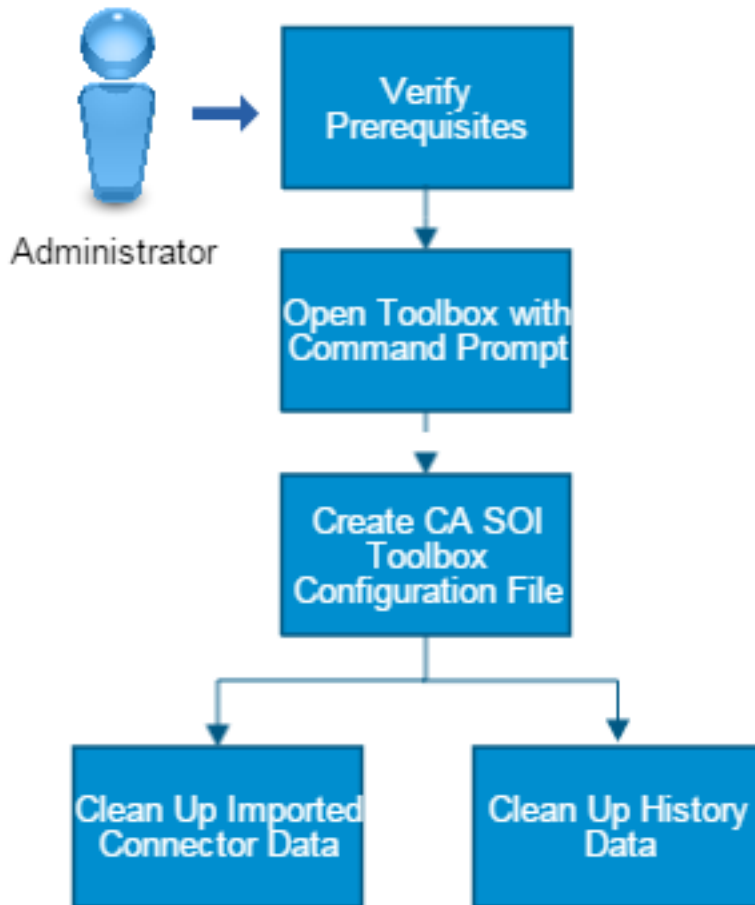 Verify
Prerequisites
Administrator
Open Toolbox with
Command Prompt
Create CA SOI
Toolbox
Configuration File
Clean Up Imported
Connector Data
Clean Up History
Data